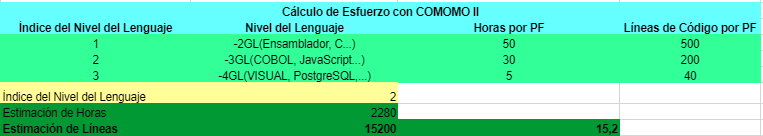 Cálculo de Esfuerzo con COMOMO II
Índice del Nivel del Lenguaje Nivel del Lenguaje Horas por PF Líneas de Código por PF
1 -2GL(Ensamblador, C...) 50 500
2 -3GL(COBOL, JavaScript...) 30 200
3 -4GL(VISUAL, PostgreSQL,...) 5 40
Índice del Nivel del Lenguaje 2
Estimación de Horas 2280
Estimación de Líneas 15200 15,2